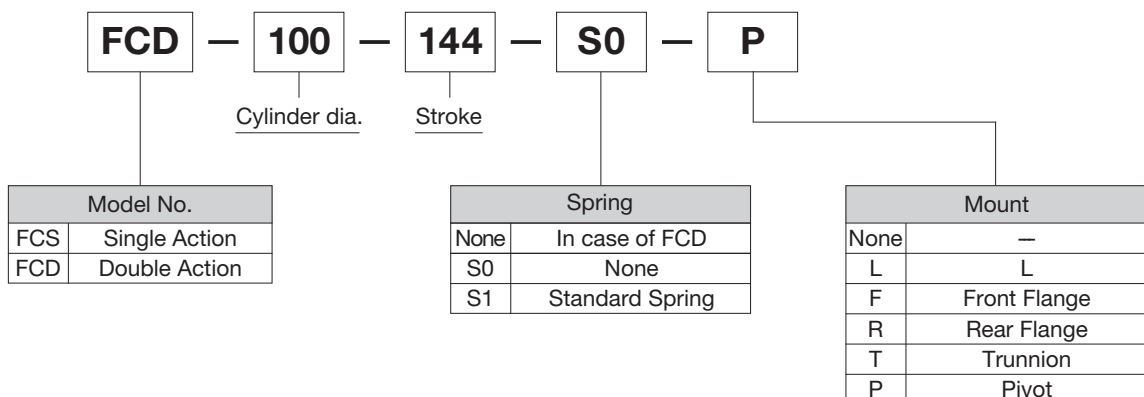 FCD — 100 — 144 — S0 — P
Cylinder dia. Stroke
Model No.
FCS Single Action
FCD Double Action
Spring
None In case of FCD
S0 None
S1 Standard Spring
Mount
None —
L L
F Front Flange
R Rear Flange
T Trunnion
P Pivot